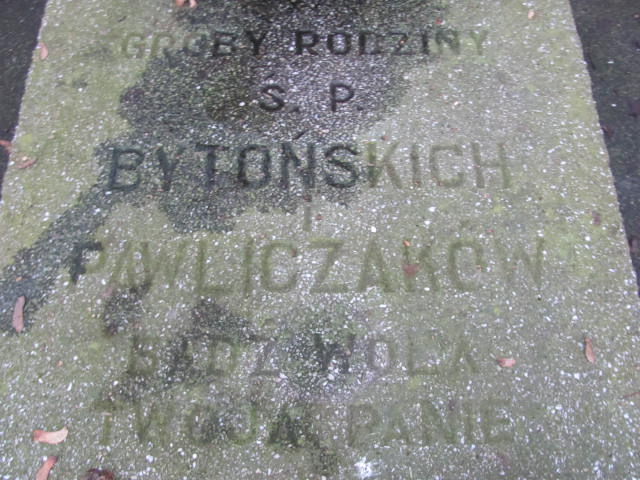 GROBY RODZINY
Ś. P.
BYTOŃSKICH
I
PAWLICZAKÓW
BĄDŹ WOLA
TWOJA PANIE